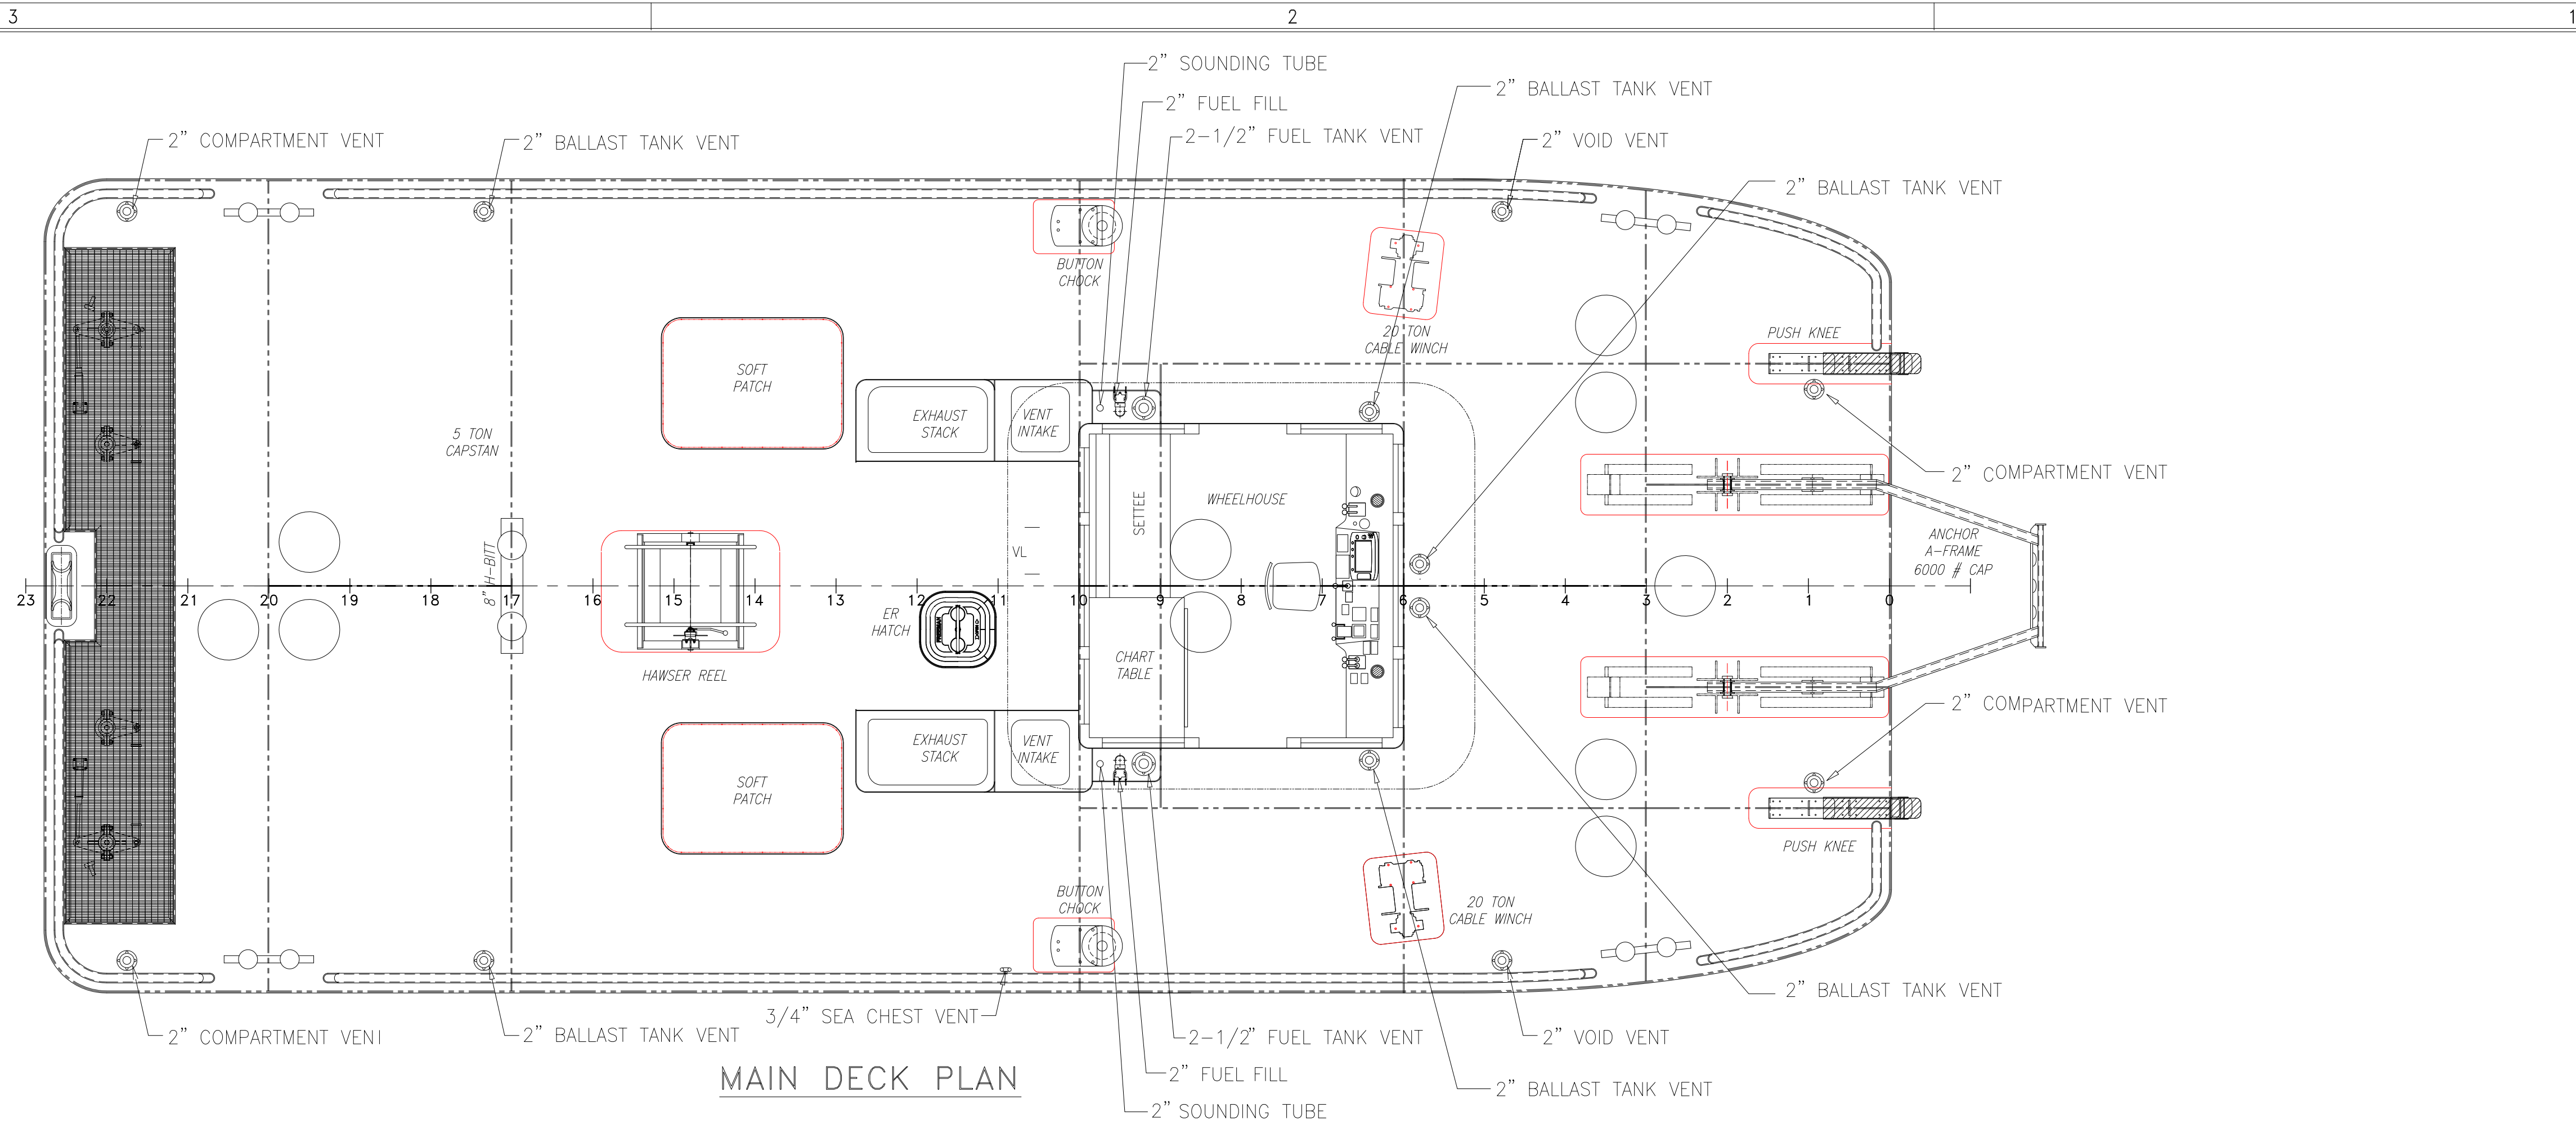 3
2
1
2” SOUNDING TUBE
2” BALLAST TANK VENT
2” FUEL FILL
2-1/2” FUEL TANK VENT
2” COMPARTMENT VENT
2” BALLAST TANK VENT
2” VOID VENT
2” BALLAST TANK VENT
BUTTON
CHOCK
20 TON
CABLE WINCH
PUSH KNEE
SOFT
PATCH
EXHAUST
STACK
VENT
INTAKE
5 TON
CAPSTAN
2” COMPARTMENT VENT
SETTEE
WHEELHOUSE
8” H-BITT
VL
ANCHOR
A-FRAME
6000 # CAP
23 22 21 20 19 18 17 16 15 14 13 12 11 10 9 8 7 6 5 4 3 2 1 0
ER
HATCH
HAWSER REEL
CHART
TABLE
2” COMPARTMENT VENT
EXHAUST
STACK
VENT
INTAKE
SOFT
PATCH
PUSH KNEE
BUTTON
CHOCK
20 TON
CABLE WINCH
2” BALLAST TANK VENT
3/4” SEA CHEST VENT
2” COMPARTMENT VENI
2” BALLAST TANK VENT
2-1/2” FUEL TANK VENT
2” VOID VENT
MAIN DECK PLAN
2” FUEL FILL
2” BALLAST TANK VENT
2” SOUNDING TUBE